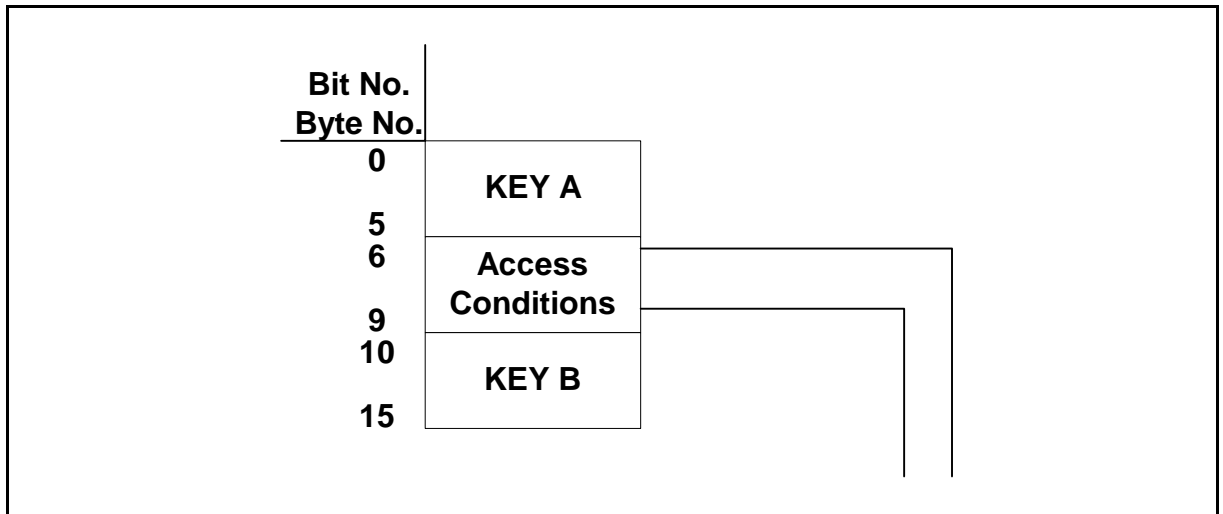 Bit No.
Byte No.
0
KEY A
5
6
Access
Conditions
9
10
KEY B
15